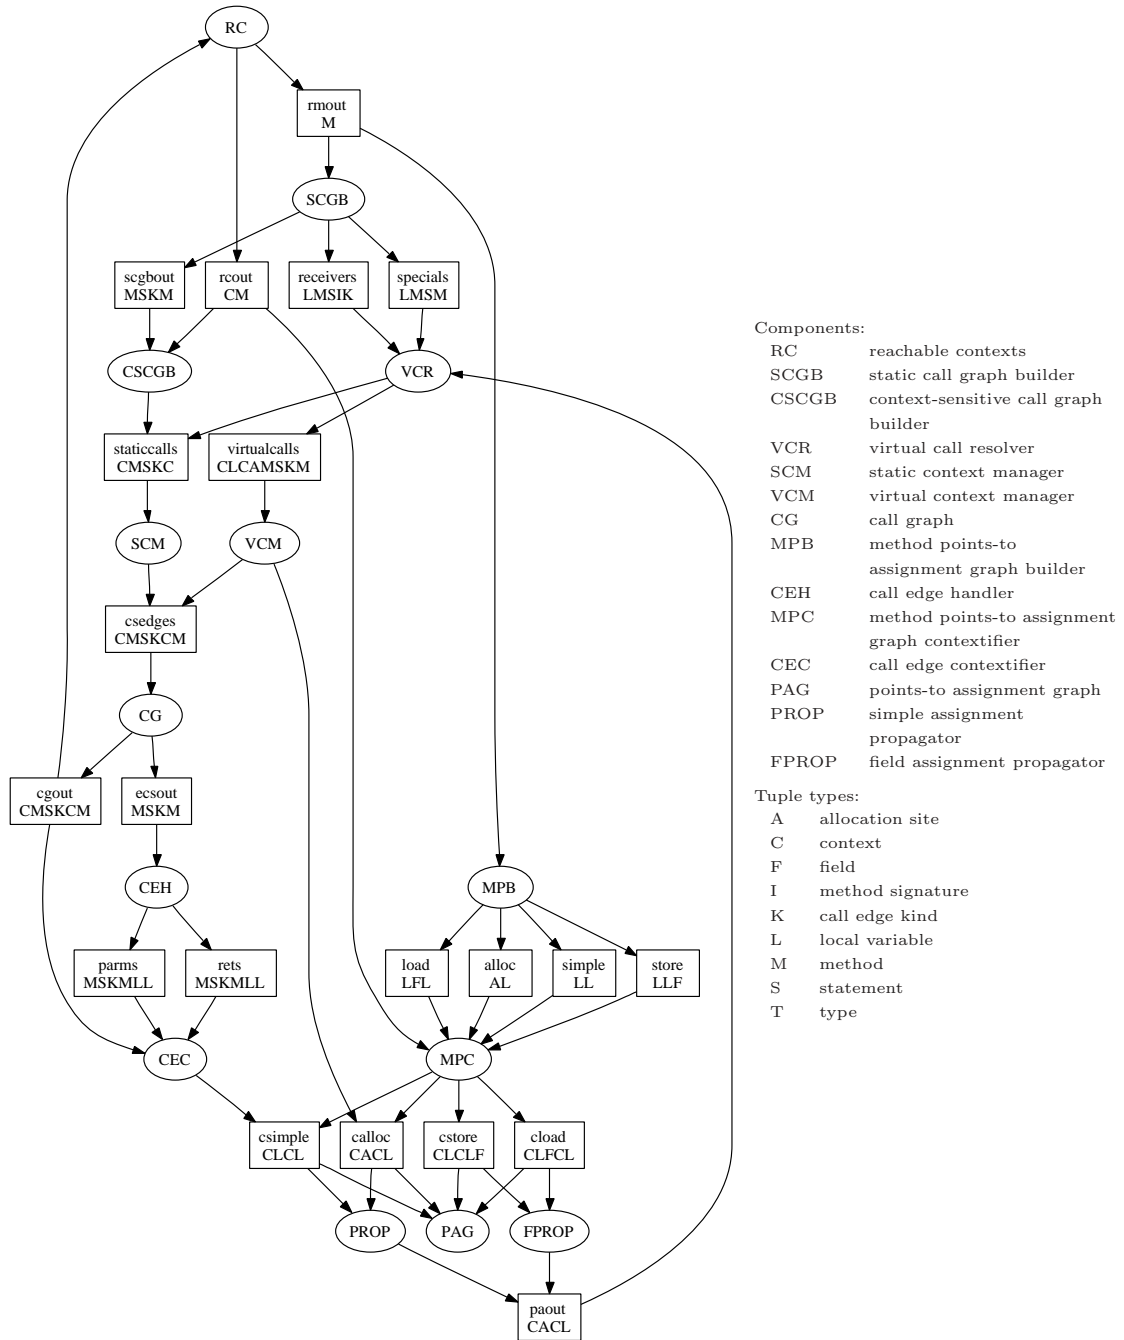 RC
rmout
M
SCGB
scgbout
MSKM
rcout
CM
receivers
LMSIK
specials
LMSM
CSCGB
VCR
staticcalls
CMSKC
virtualcalls
CLCAMSKM
SCM
VCM
csedges
CMSKCM
CG
cgout
CMSKCM
ecsout
MSKM
CEH
MPB
parms
MSKMLL
rets
MSKMLL
load
LFL
alloc
AL
simple
LL
store
LLF
CEC
MPC
csimple
CLCL
calloc
CACL
cstore
CLCLF
cload
CLFCL
PROP
PAG
FPROP
paout
CACL
Components:
RC reachable contexts
SCGB static call graph builder
CSCGB context-sensitive call graph
builder
VCR virtual call resolver
SCM static context manager
VCM virtual context manager
CG call graph
MPB method points-to
assignment graph builder
CEH call edge handler
MPC method points-to assignment
graph contextifier
CEC call edge contextifier
PAG points-to assignment graph
PROP simple assignment
propagator
FPROP field assignment propagator
Tuple types:
A allocation site
C context
F field
I method signature
K call edge kind
L local variable
M method
S statement
T type